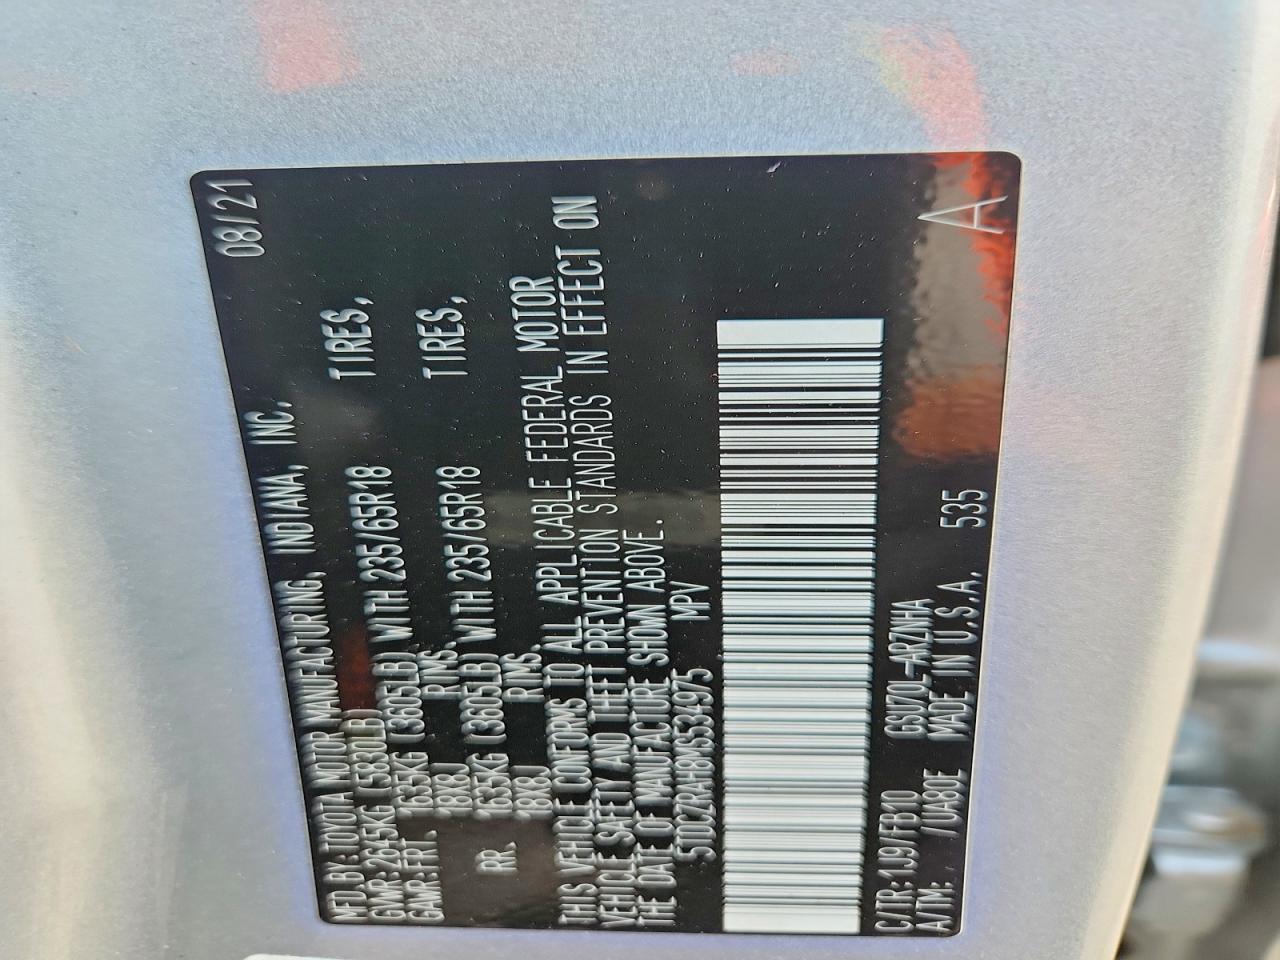 MFD.BY:TOYOTA MOTOR MANUFACTURING, INDIANA, INC. 08/21
GVWR:2645KG(5830LB)
GAWR:FRT. 1635KG (3605LB) WITH 235/65R18 TIRES,
18X8J RIMS.
RR. 1635KG (3605LB) WITH 235/65R18 TIRES,
18X8J RIMS.
THIS VEHICLE CONFORMS TO ALL APPLICABLE FEDERAL MOTOR
VEHICLE SAFETY AND THEFT PREVENTION STANDARDS IN EFFECT ON
THE DATE OF MANUFACTURE SHOWN ABOVE.
5TDCZRAH8MS534975 MPV
C/TR:1J9/FB10 GSU70L-ARZNHA
A/TM: /UA80E MADE IN U.S.A. 535 A